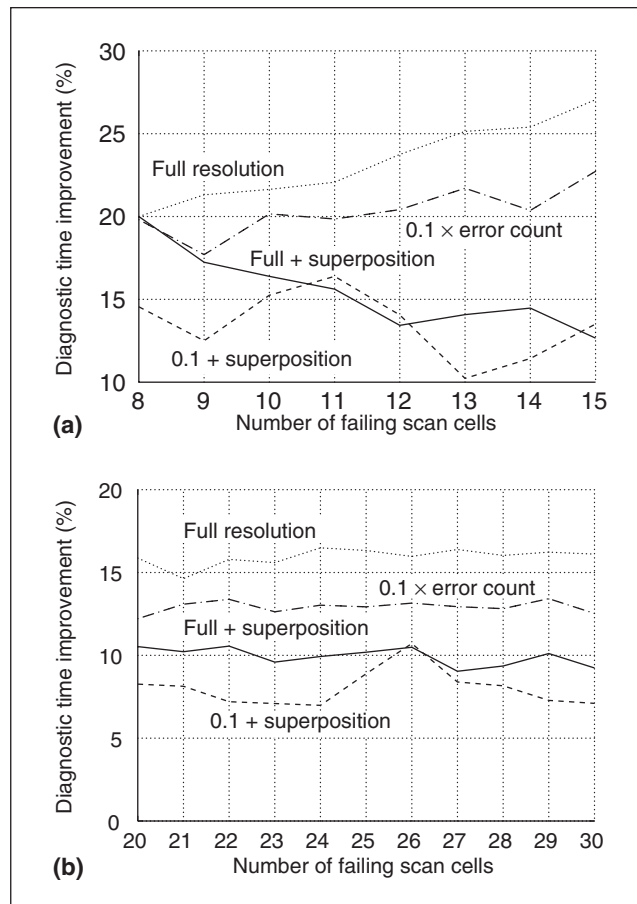 Diagnostic time improvement (%)
30
25
20
15
10
Full resolution
0.1 × error count
Full + superposition
0.1 + superposition
8 9 10 11 12 13 14 15
(a)
Number of failing scan cells
Diagnostic time improvement (%)
20
15
10
5
0
Full resolution
0.1 × error count
Full + superposition
0.1 + superposition
20 21 22 23 24 25 26 27 28 29 30
(b)
Number of failing scan cells